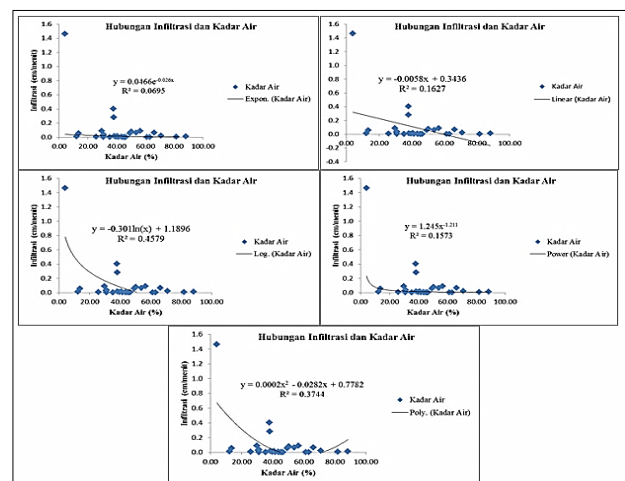 Hubungan Infiltrasi dan Kadar Air
Infiltrasi (cm/menit)
1.6
1.4
1.2
1.0
0.8
0.6
0.4
0.2
0.0
y = 0.0466e-0.026x
R² = 0.0695
Kadar Air
Expon. (Kadar Air)
0.00 20.00 40.00 60.00 80.00 100.00
Kadar Air (%)
Hubungan Infiltrasi dan Kadar Air
Infiltrasi (cm/menit)
1.6
1.4
1.2
1.0
0.8
0.6
0.4
0.2
0.0
-0.2
-0.4
y = -0.0058x + 0.3436
R² = 0.1627
Kadar Air
Linear (Kadar Air)
0.00 20.00 40.00 60.00 80.00 100.00
Kadar Air (%)
Hubungan Infiltrasi dan Kadar Air
Infiltrasi (cm/menit)
1.6
1.4
1.2
1.0
0.8
0.6
0.4
0.2
0.0
y = -0.301ln(x) + 1.1896
R² = 0.4579
Kadar Air
Log. (Kadar Air)
0.00 20.00 40.00 60.00 80.00 100.00
Kadar Air (%)
Hubungan Infiltrasi dan Kadar Air
Infiltrasi (cm/menit)
1.6
1.4
1.2
1.0
0.8
0.6
0.4
0.2
0.0
y = 1.245x-1.211
R² = 0.1573
Kadar Air
Power (Kadar Air)
0.00 20.00 40.00 60.00 80.00 100.00
Kadar Air (%)
Hubungan Infiltrasi dan Kadar Air
Infiltrasi (cm/menit)
1.6
1.4
1.2
1.0
0.8
0.6
0.4
0.2
0.0
y = 0.0002x² - 0.0282x + 0.7782
R² = 0.3744
Kadar Air
Poly. (Kadar Air)
0.00 20.00 40.00 60.00 80.00 100.00
Kadar Air (%)